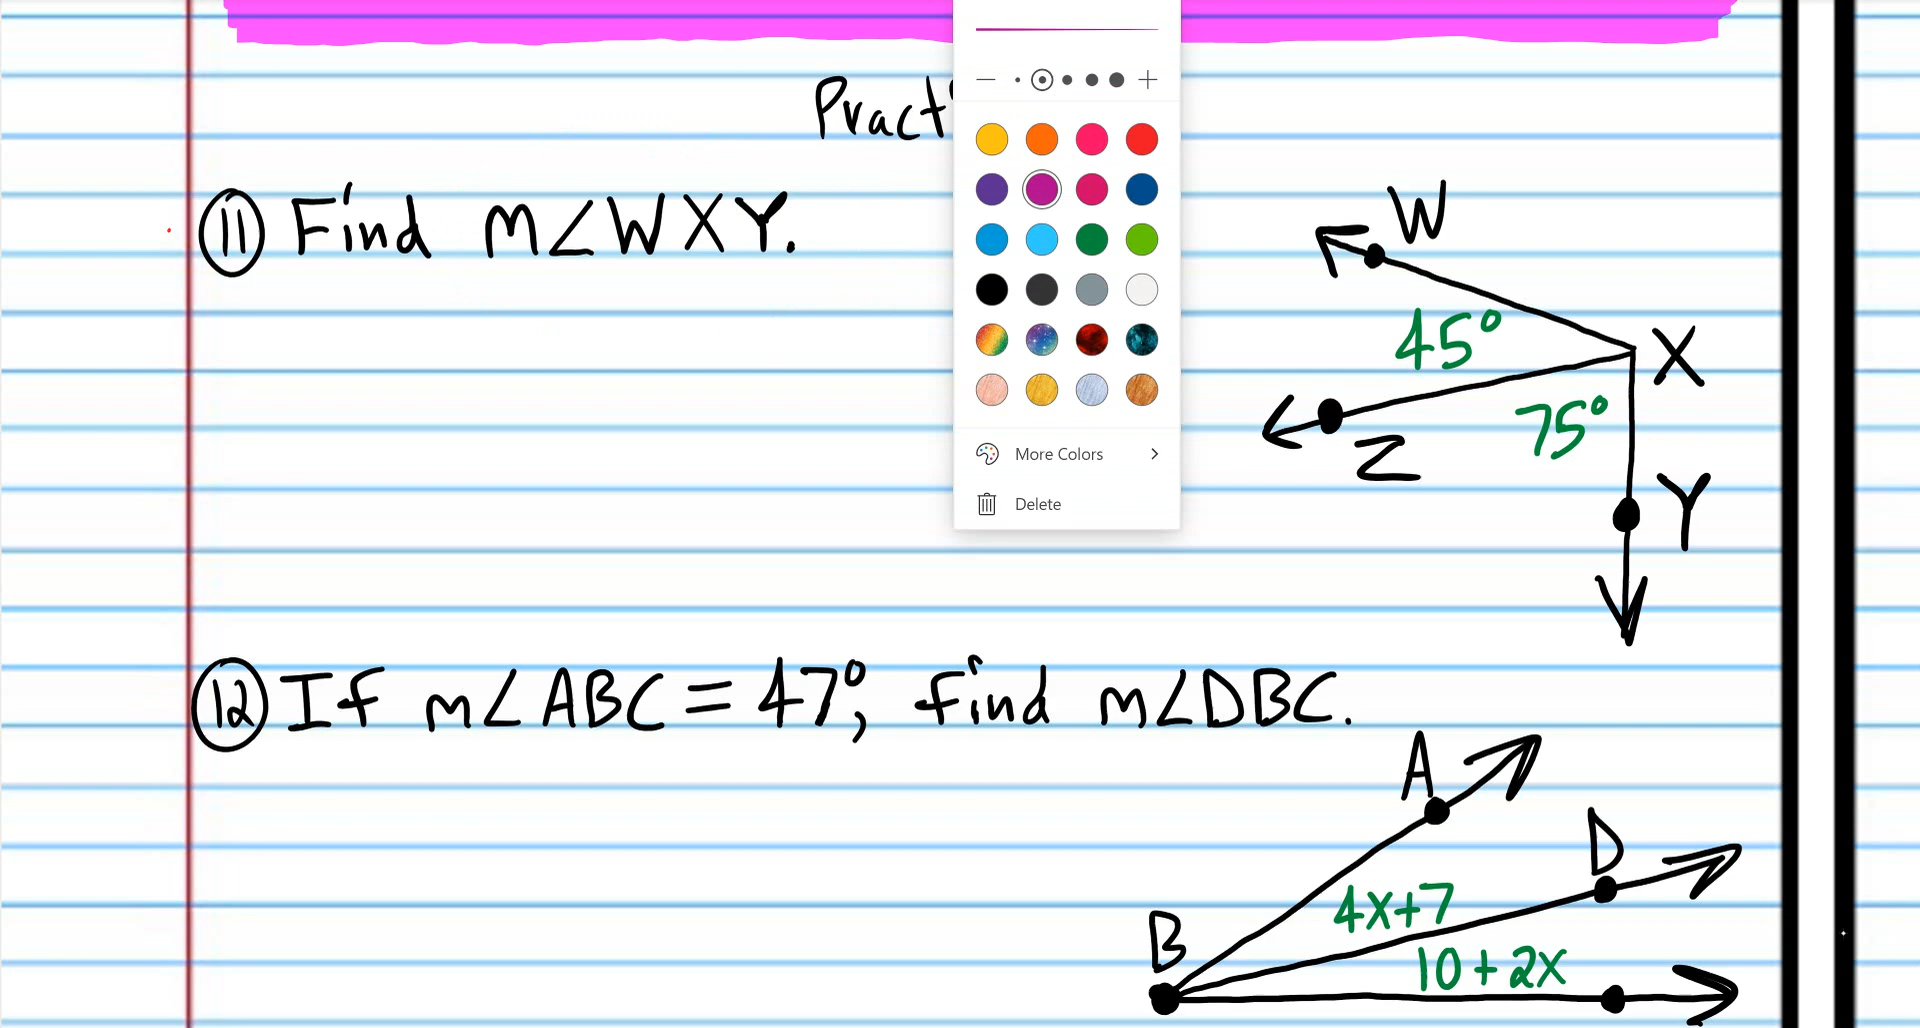 Pract
11 Find m∠WXY.
W
45°
X
75°
Z
Y
More Colors
Delete
12 If m∠ABC = 47°, find m∠DBC.
A
D
4x+7
B
10+2x